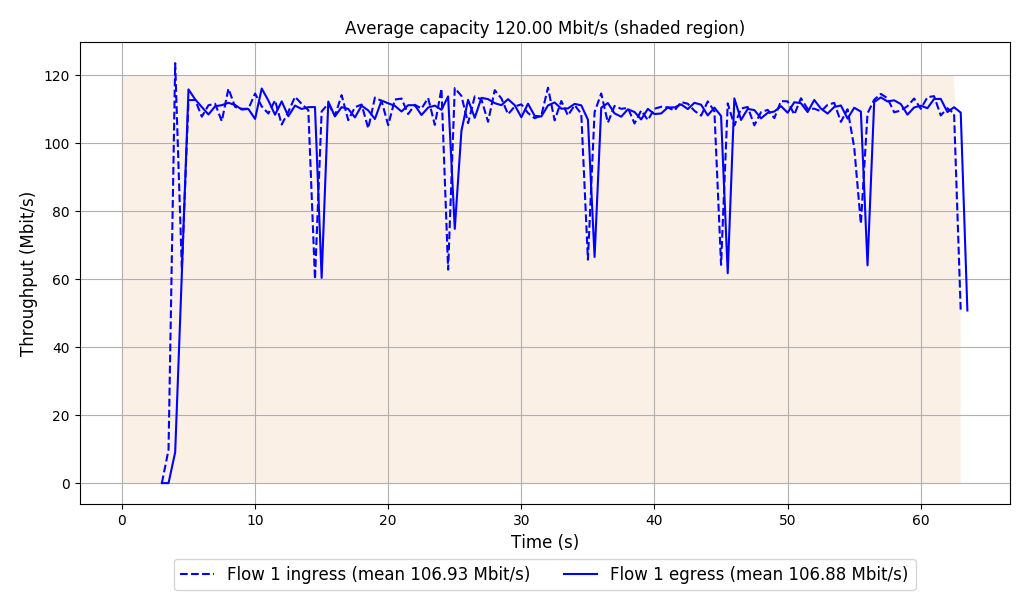 Average capacity 120.00 Mbit/s (shaded region)
Throughput (Mbit/s)
120
100
80
60
40
20
0
0 10 20 30 40 50 60
Time (s)
Flow 1 ingress (mean 106.93 Mbit/s) Flow 1 egress (mean 106.88 Mbit/s)